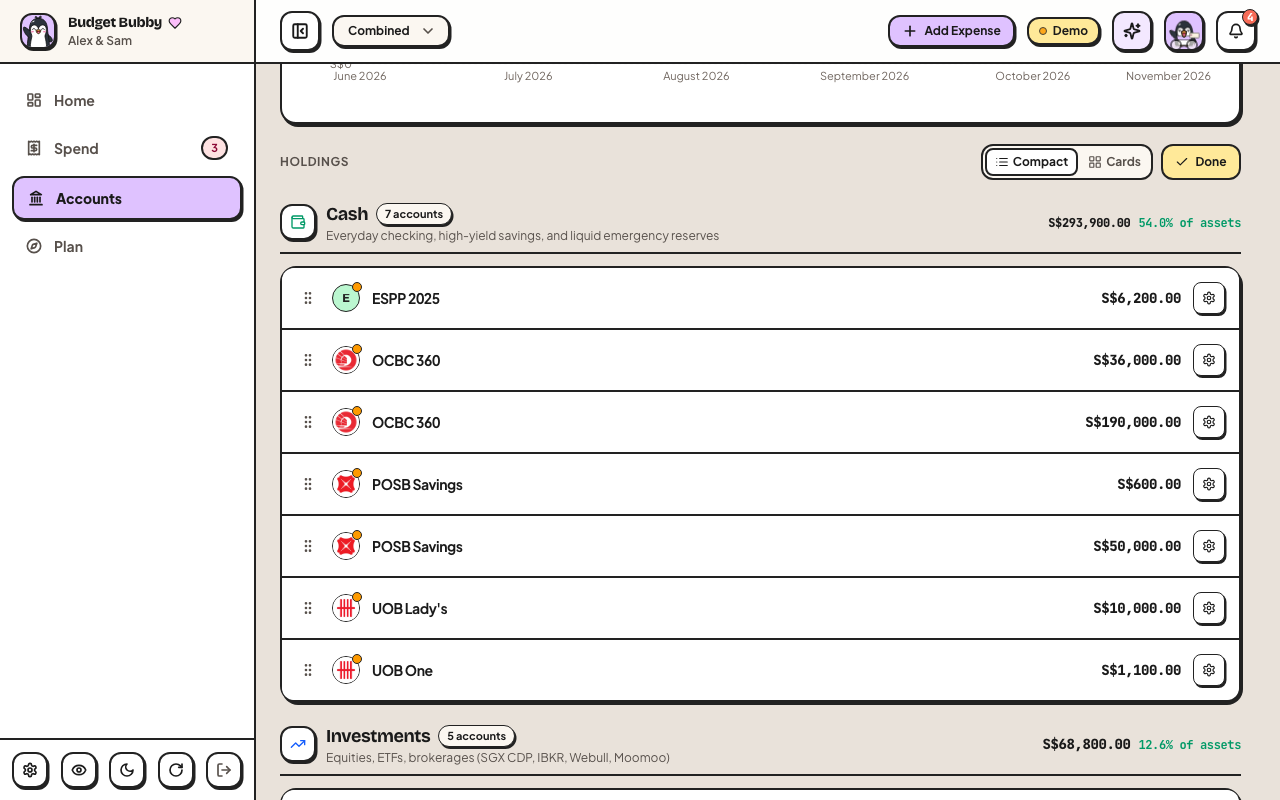 Budget Bubby
Alex & Sam
Combined
Add Expense
Demo
4
Home
Spend
3
Accounts
Plan
S$0
June 2026
July 2026
August 2026
September 2026
October 2026
November 2026
HOLDINGS
Compact
Cards
Done
Cash
7 accounts
Everyday checking, high-yield savings, and liquid emergency reserves
S$293,900.00 54.0% of assets
E
ESPP 2025
S$6,200.00
OCBC 360
S$36,000.00
OCBC 360
S$190,000.00
POSB Savings
S$600.00
POSB Savings
S$50,000.00
UOB Lady's
S$10,000.00
UOB One
S$1,100.00
Investments
5 accounts
Equities, ETFs, brokerages (SGX CDP, IBKR, Webull, Moomoo)
S$68,800.00 12.6% of assets